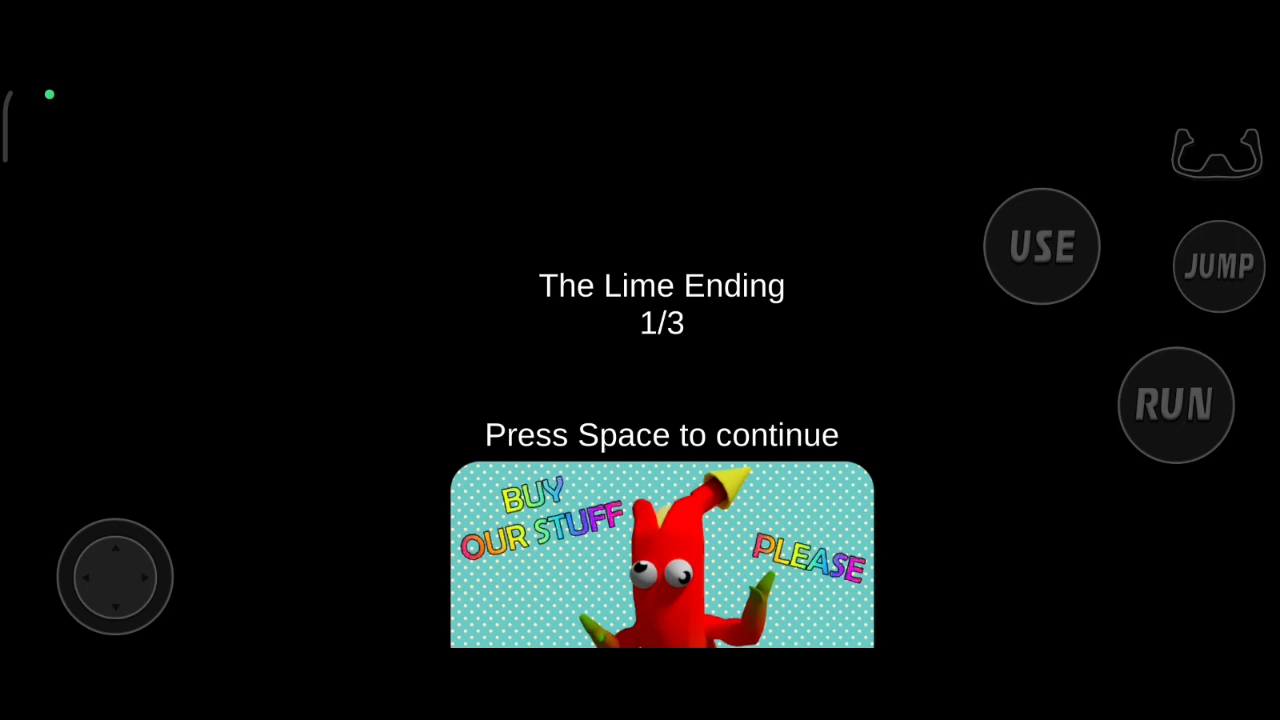 USE
JUMP
The Lime Ending
1/3
RUN
Press Space to continue
BUY
OUR STUFF
PLEASE